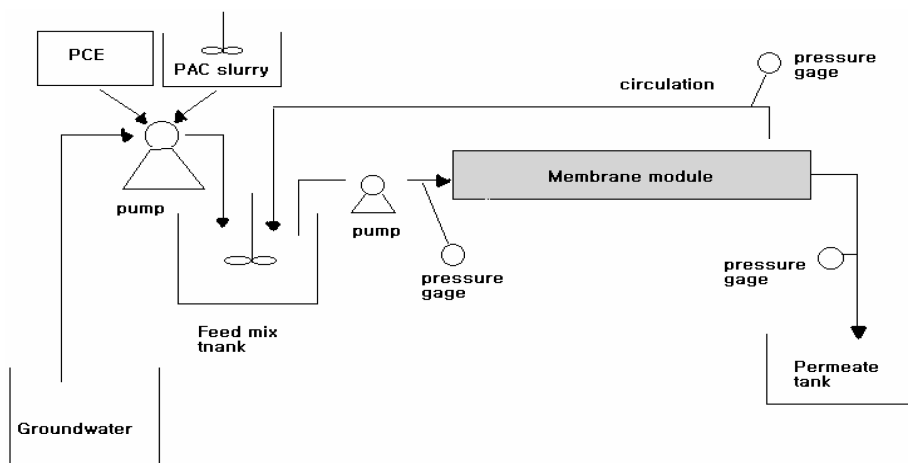 PCE
PAC slurry
pressure
gage
circulation
pump
Membrane module
pump
pressure
gage
pressure
gage
Feed mix
tnank
Permeate
tank
Groundwater